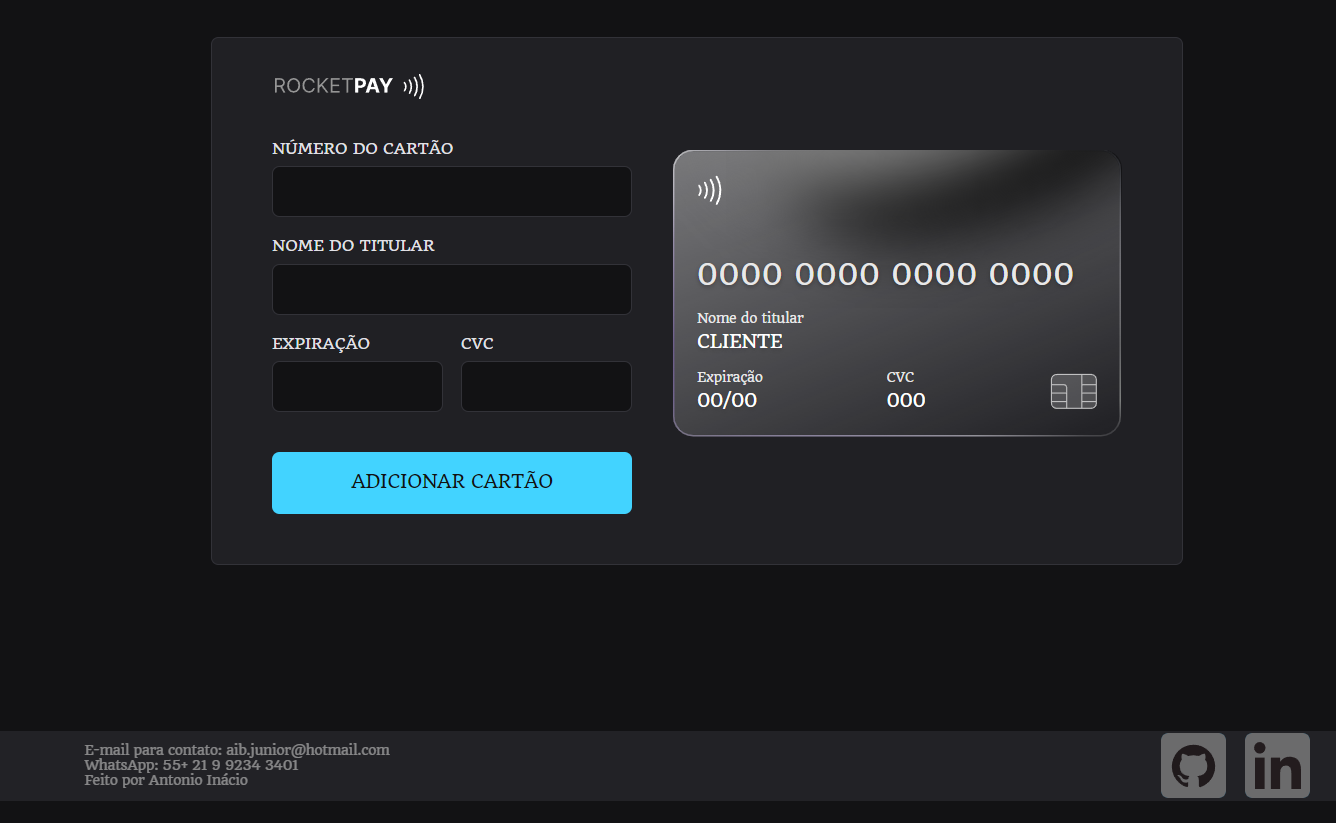 ROCKETPAY
NÚMERO DO CARTÃO
NOME DO TITULAR
EXPIRAÇÃO CVC
ADICIONAR CARTÃO
0000 0000 0000 0000
Nome do titular
CLIENTE
Expiração CVC
00/00 000
E-mail para contato: aib.junior@hotmail.com
WhatsApp: 55+ 21 9 9234 3401
Feito por Antonio Inácio
in